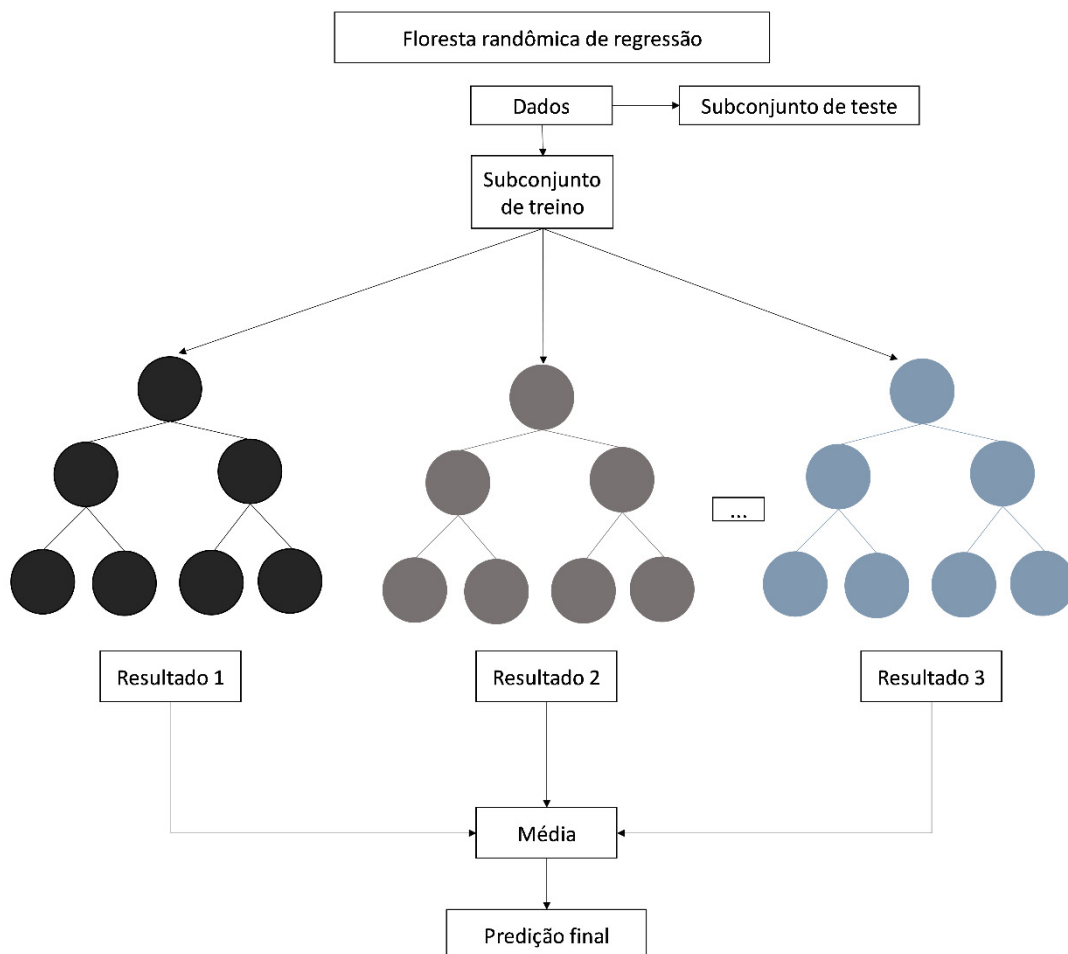 Floresta randômica de regressão
Dados
Subconjunto de teste
Subconjunto
de treino
...
Resultado 1
Resultado 2
Resultado 3
Média
Predição final